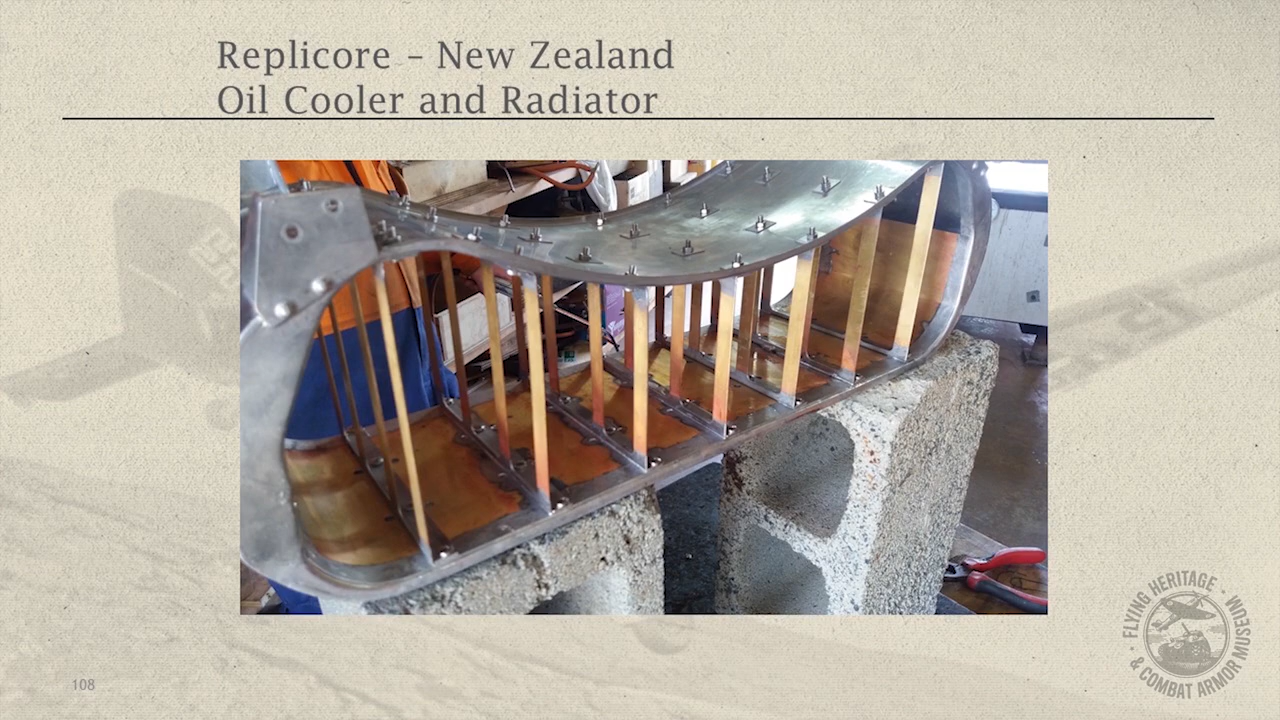 Replicore – New Zealand
Oil Cooler and Radiator
108
· FLYING HERITAGE ·
& COMBAT ARMOR MUSEUM